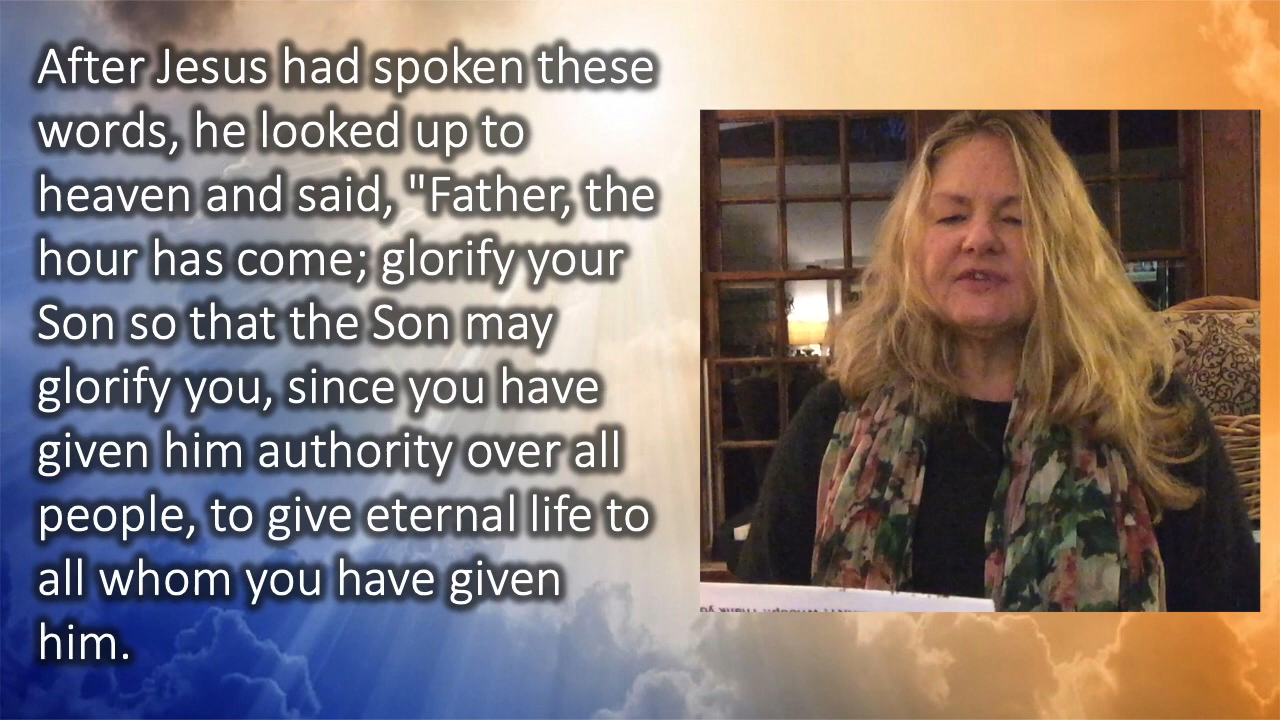 After Jesus had spoken these
words, he looked up to
heaven and said, "Father, the
hour has come; glorify your
Son so that the Son may
glorify you, since you have
given him authority over all
people, to give eternal life to
all whom you have given
him.